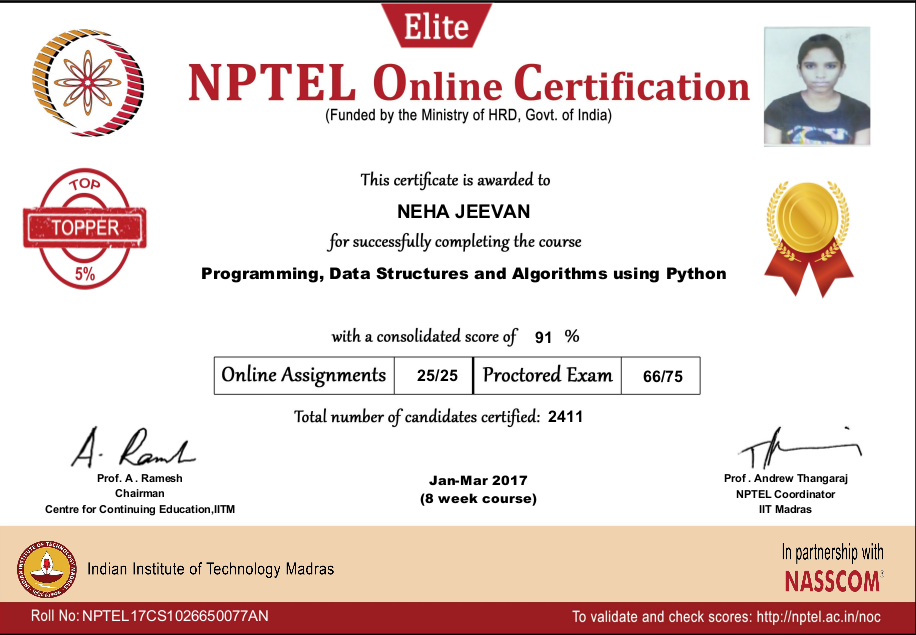 Elite
NPTEL Online Certification
(Funded by the Ministry of HRD, Govt. of India)
TOP
TOPPER
5%
This certificate is awarded to
NEHA JEEVAN
for successfully completing the course
Programming, Data Structures and Algorithms using Python
with a consolidated score of 91 %
Online Assignments 25/25 Proctored Exam 66/75
Total number of candidates certified: 2411
A. Ramesh
Prof. A . Ramesh
Chairman
Centre for Continuing Education,IITM
Jan-Mar 2017
(8 week course)
Prof . Andrew Thangaraj
NPTEL Coordinator
IIT Madras
INDIAN INSTITUTE OF TECHNOLOGY MADRAS
Indian Institute of Technology Madras
In partnership with
NASSCOM®
Roll No: NPTEL17CS1026650077AN
To validate and check scores: http://nptel.ac.in/noc